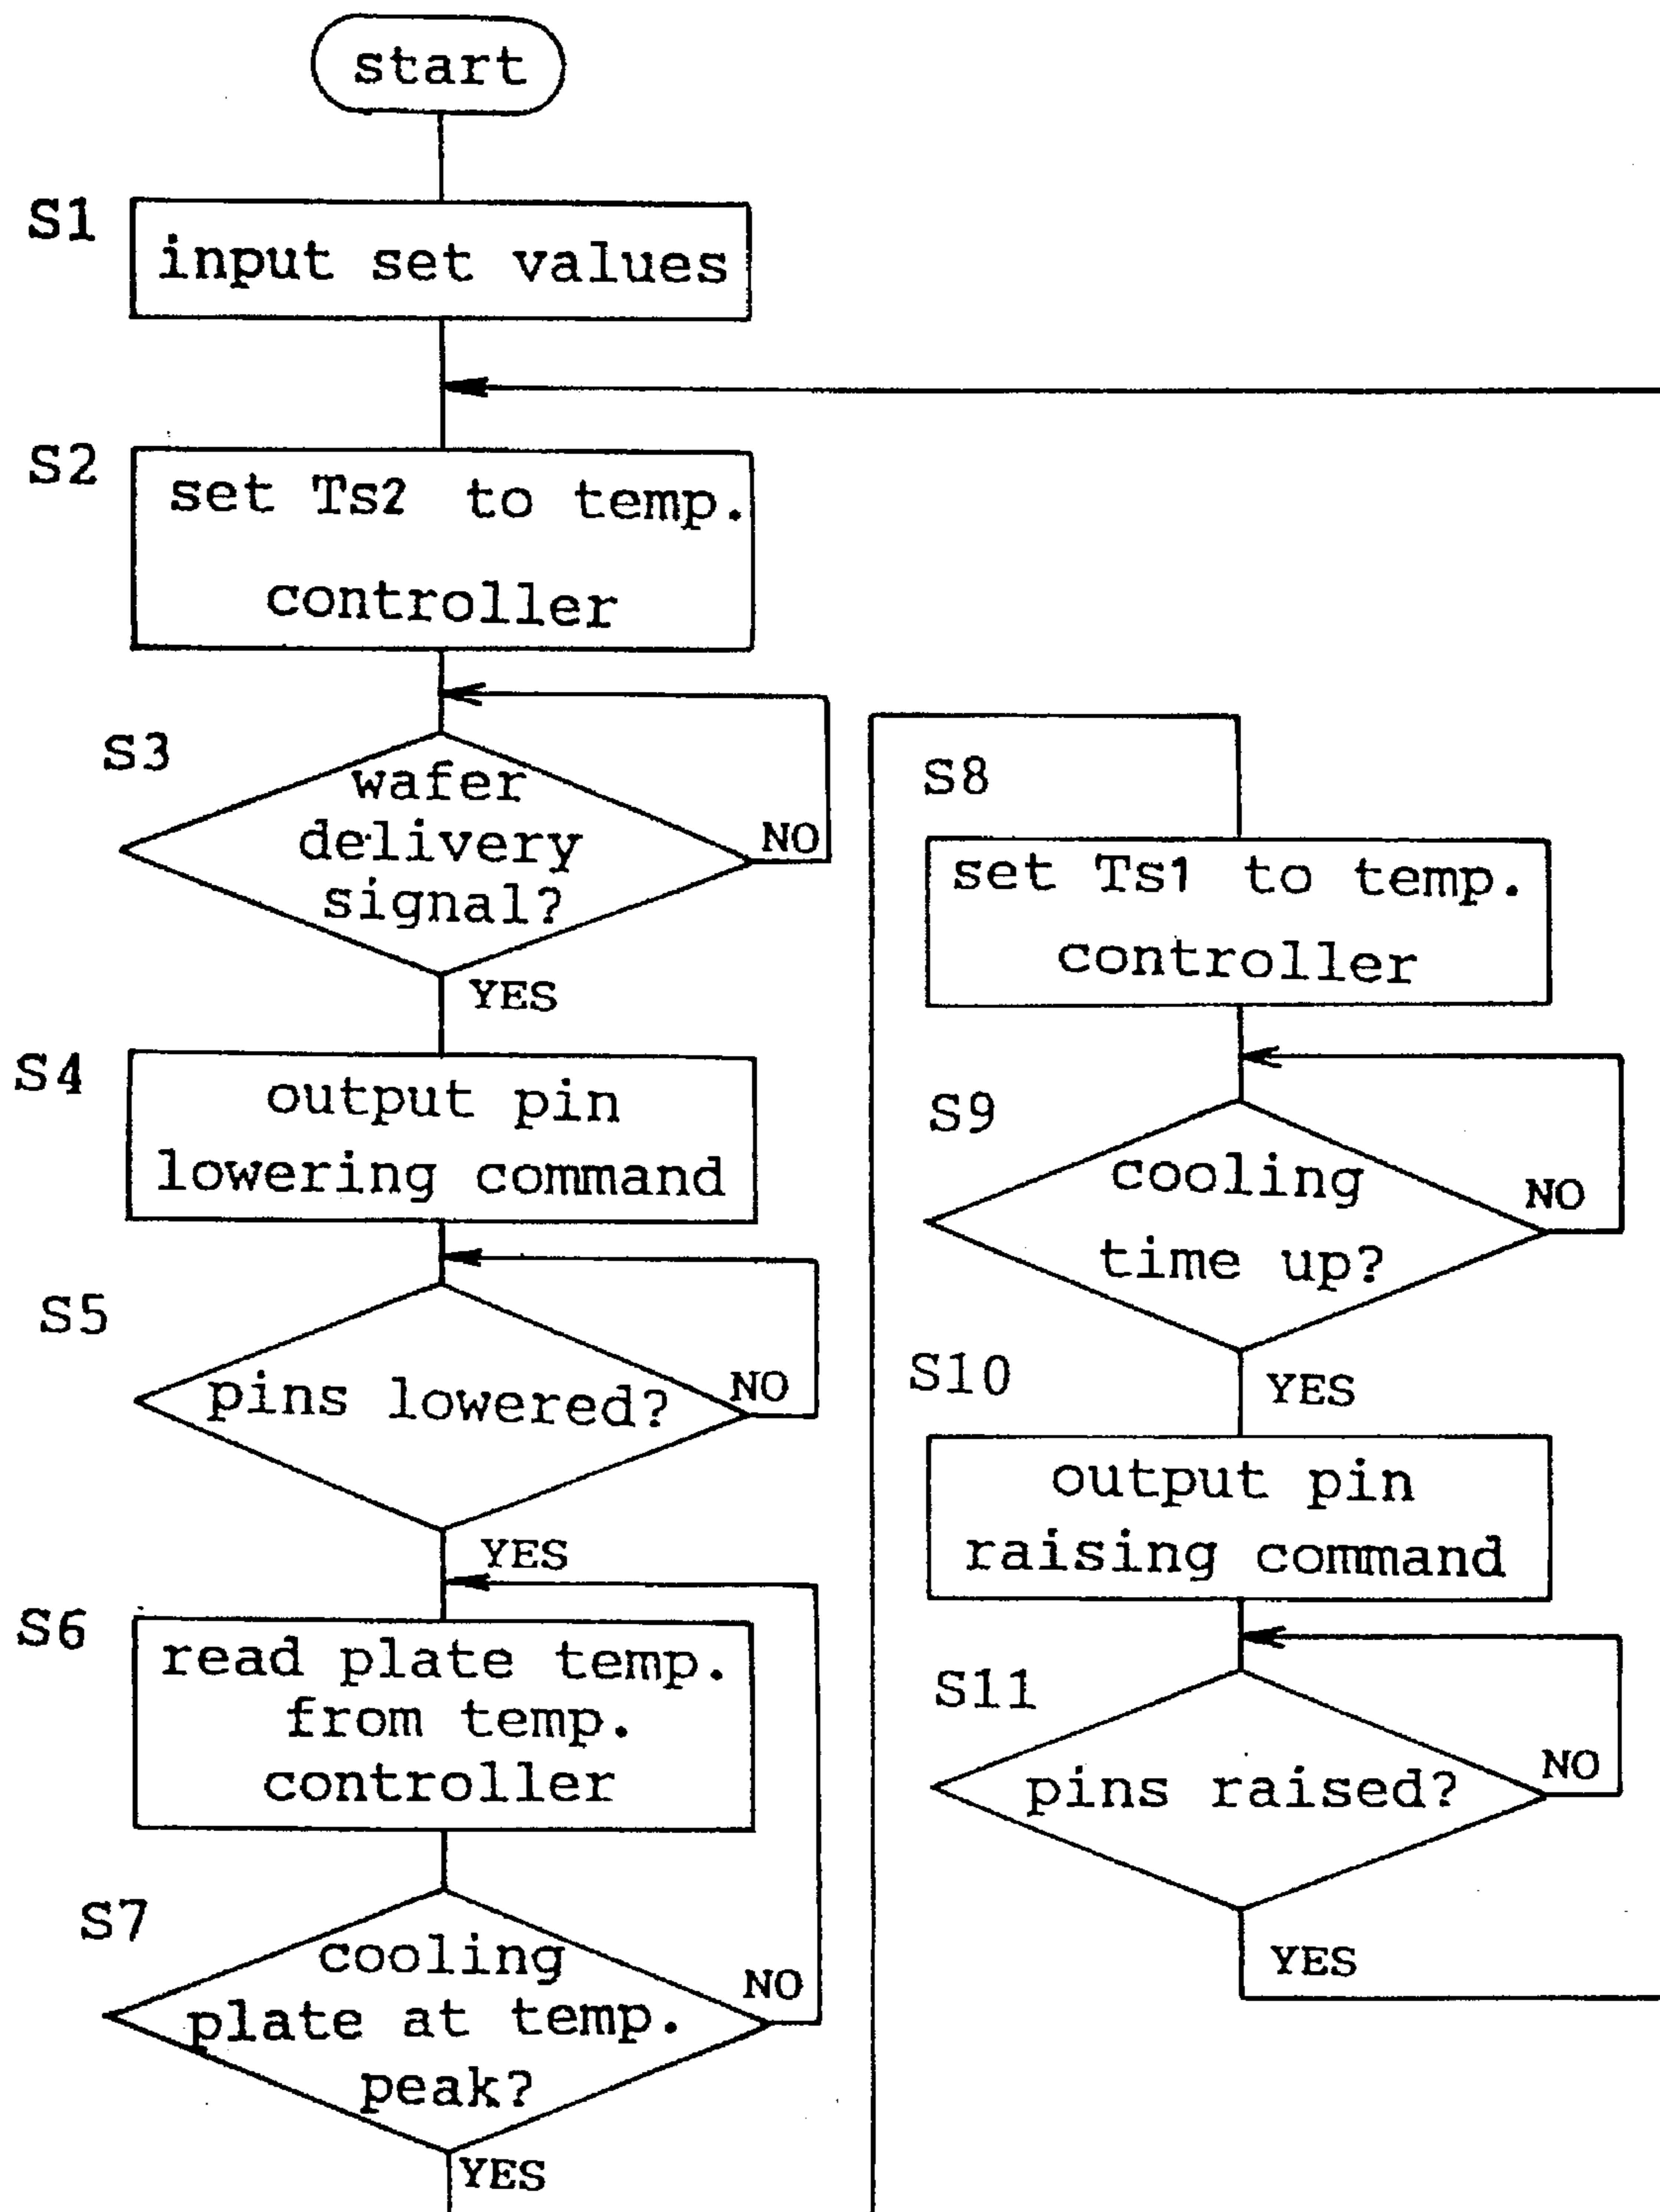 start
S1
input set values
S2
set Ts2 to temp.
controller
S3
wafer
delivery
signal?
NO
YES
S4
output pin
lowering command
S5
pins lowered?
NO
YES
S6
read plate temp.
from temp.
controller
S7
cooling
plate at temp.
peak?
NO
YES
S8
set Ts1 to temp.
controller
S9
cooling
time up?
NO
YES
S10
output pin
raising command
S11
pins raised?
NO
YES